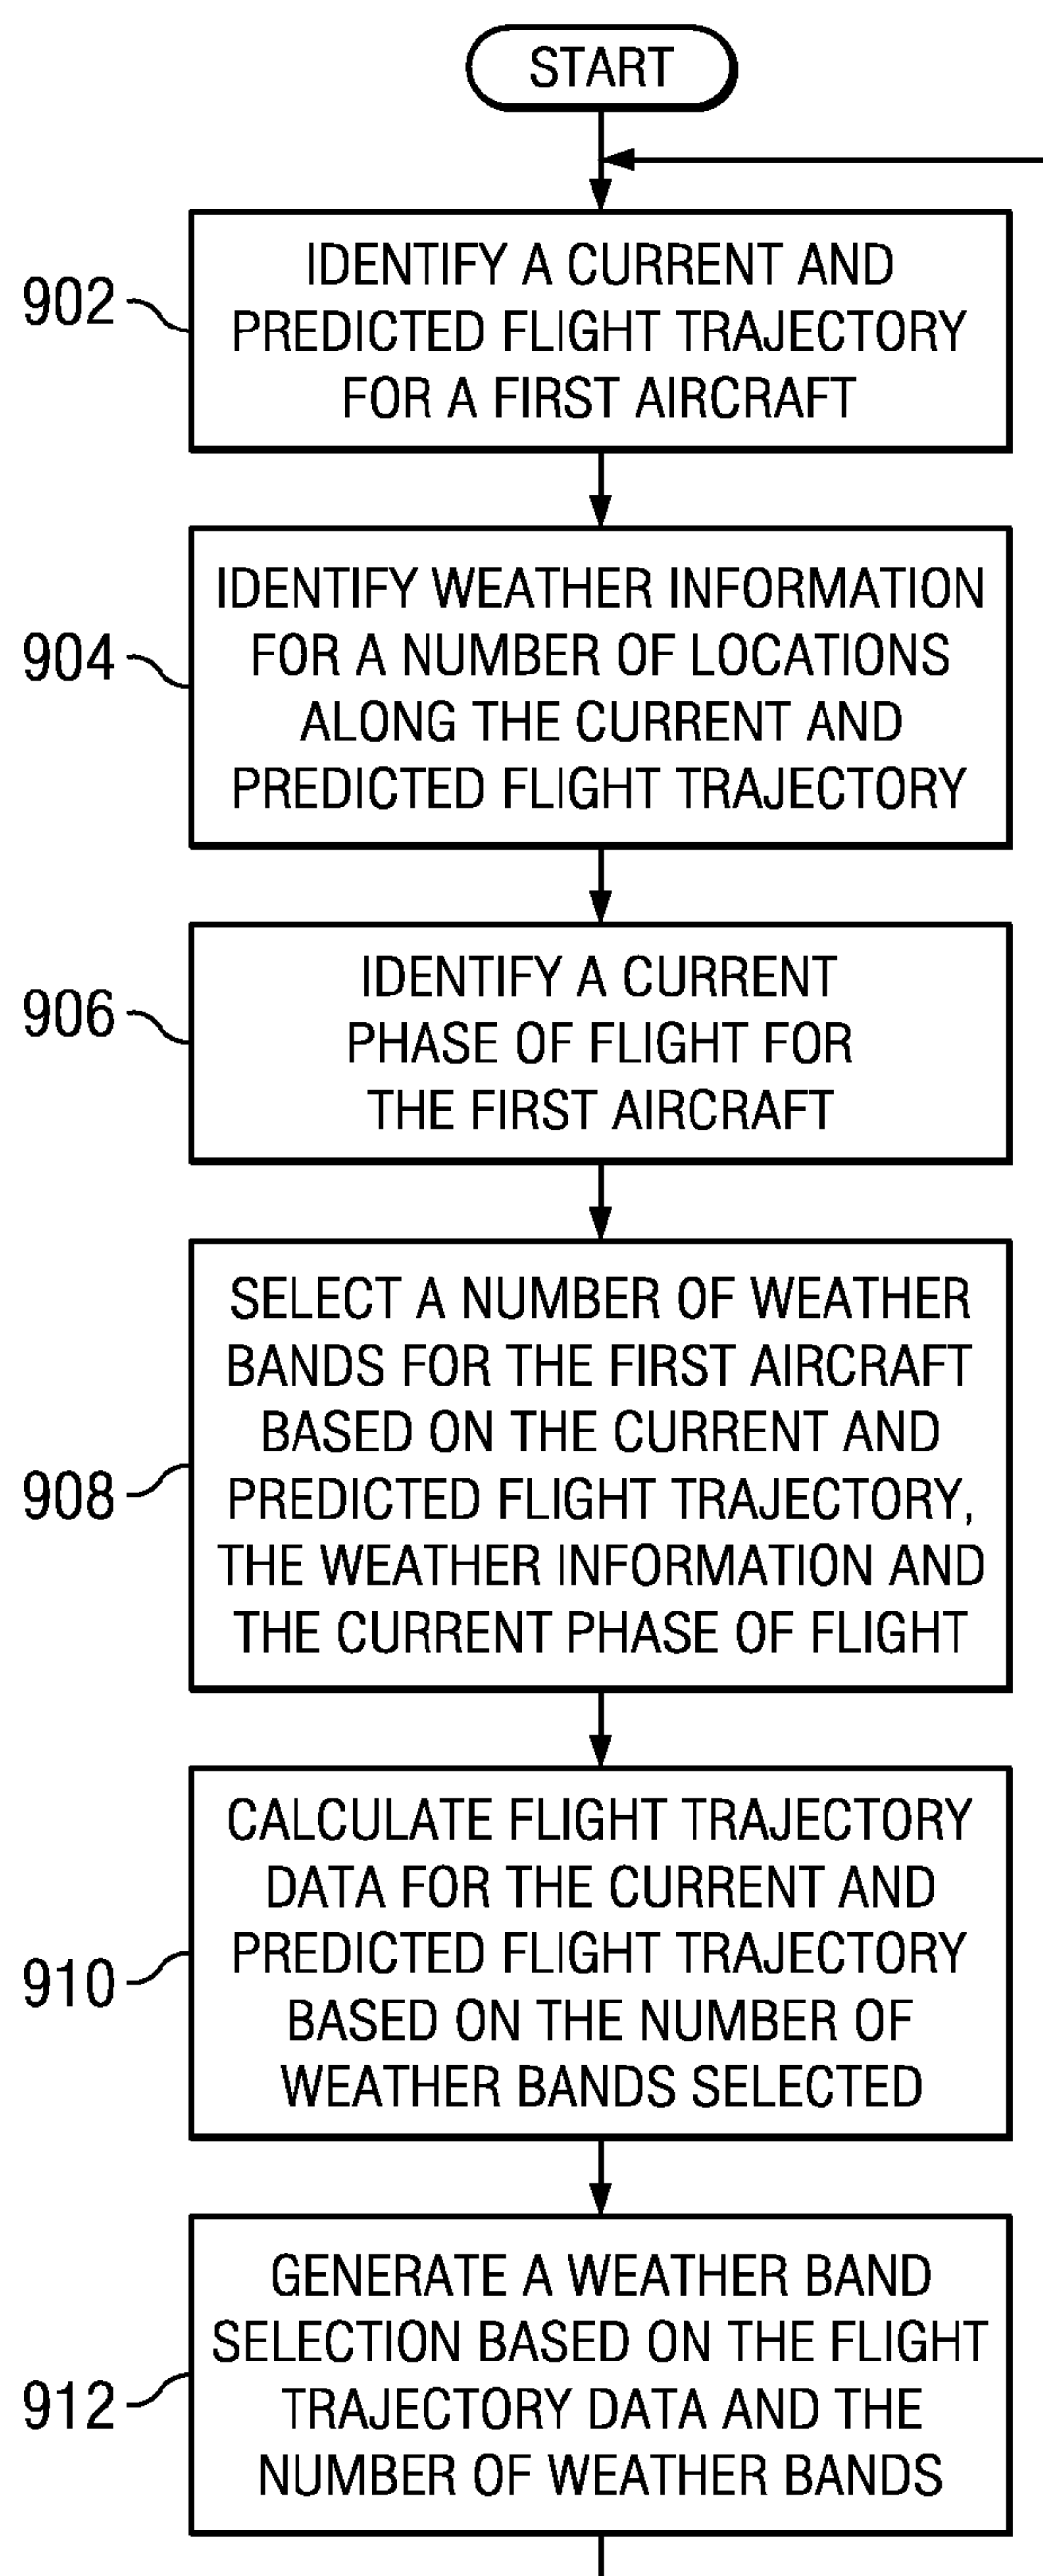 START
902
IDENTIFY A CURRENT AND
PREDICTED FLIGHT TRAJECTORY
FOR A FIRST AIRCRAFT
904
IDENTIFY WEATHER INFORMATION
FOR A NUMBER OF LOCATIONS
ALONG THE CURRENT AND
PREDICTED FLIGHT TRAJECTORY
906
IDENTIFY A CURRENT
PHASE OF FLIGHT FOR
THE FIRST AIRCRAFT
908
SELECT A NUMBER OF WEATHER
BANDS FOR THE FIRST AIRCRAFT
BASED ON THE CURRENT AND
PREDICTED FLIGHT TRAJECTORY,
THE WEATHER INFORMATION AND
THE CURRENT PHASE OF FLIGHT
910
CALCULATE FLIGHT TRAJECTORY
DATA FOR THE CURRENT AND
PREDICTED FLIGHT TRAJECTORY
BASED ON THE NUMBER OF
WEATHER BANDS SELECTED
912
GENERATE A WEATHER BAND
SELECTION BASED ON THE FLIGHT
TRAJECTORY DATA AND THE
NUMBER OF WEATHER BANDS